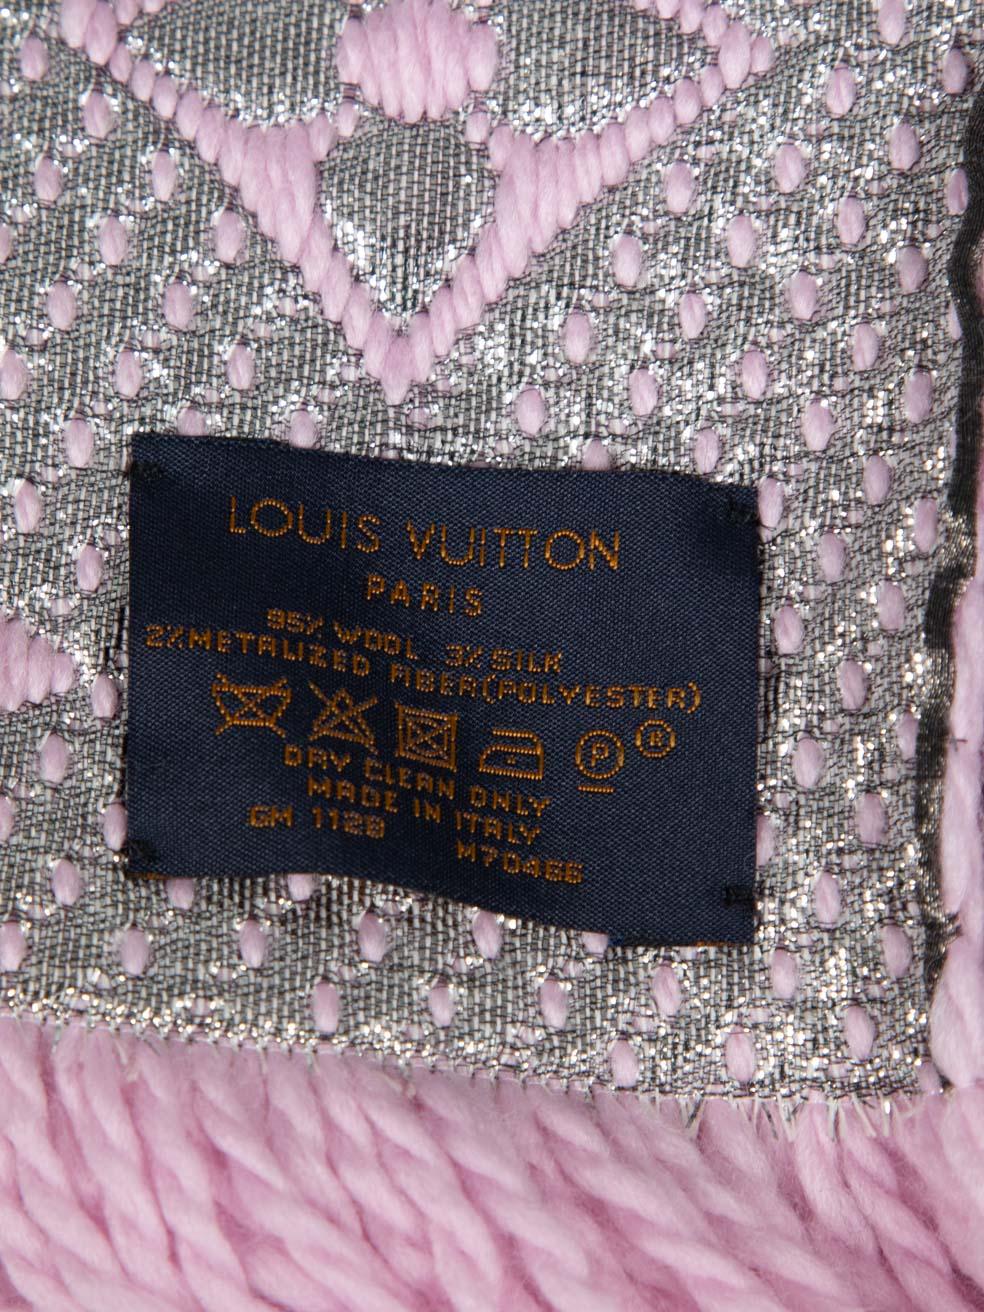 LOUIS VUITTON
PARIS
95% WOOL 3% SILK
2% METALIZED FIBER(POLYESTER)
P R
DRY CLEAN ONLY
MADE IN ITALY
GM 1128
M70466